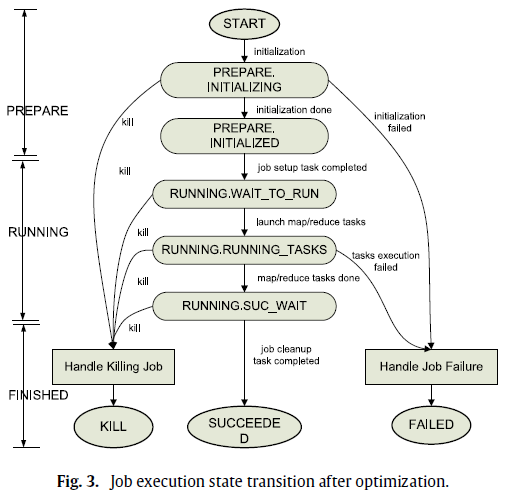 START
initialization
PREPARE.
INITIALIZING
initialization done
initialization
failed
kill
PREPARE
PREPARE.
INITIALIZED
job setup task completed
kill
RUNNING.WAIT_TO_RUN
launch map/reduce tasks
kill
RUNNING
RUNNING.RUNNING_TASKS
tasks execution
failed
kill
map/reduce tasks done
RUNNING.SUC_WAIT
kill
job cleanup
task completed
Handle Killing Job
Handle Job Failure
FINISHED
KILL
SUCCEEDE
D
FAILED
Fig. 3. Job execution state transition after optimization.